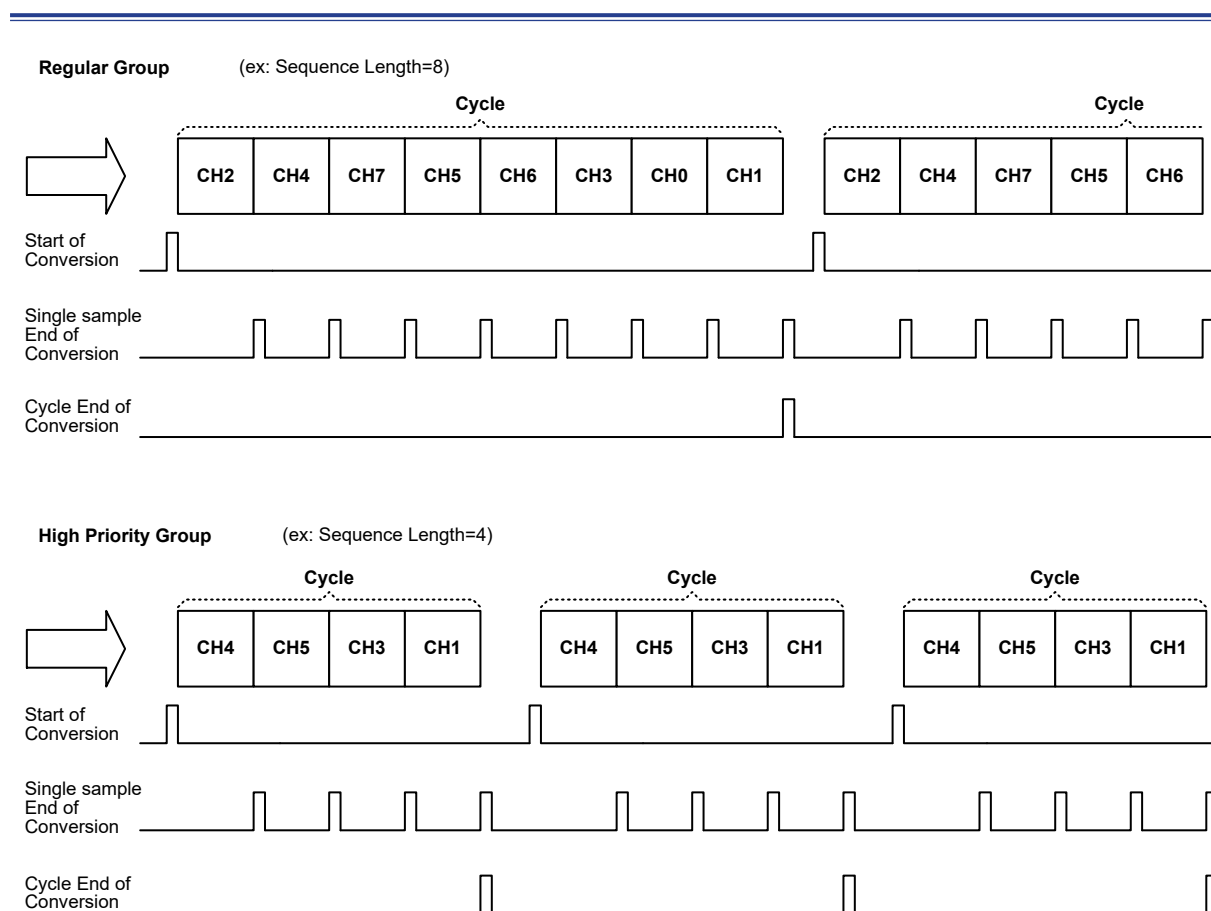 Regular Group (ex: Sequence Length=8)
Cycle Cycle
CH2 CH4 CH7 CH5 CH6 CH3 CH0 CH1 CH2 CH4 CH7 CH5 CH6
Start of
Conversion
Single sample
End of
Conversion
Cycle End of
Conversion
High Priority Group (ex: Sequence Length=4)
Cycle Cycle Cycle
CH4 CH5 CH3 CH1 CH4 CH5 CH3 CH1 CH4 CH5 CH3 CH1
Start of
Conversion
Single sample
End of
Conversion
Cycle End of
Conversion